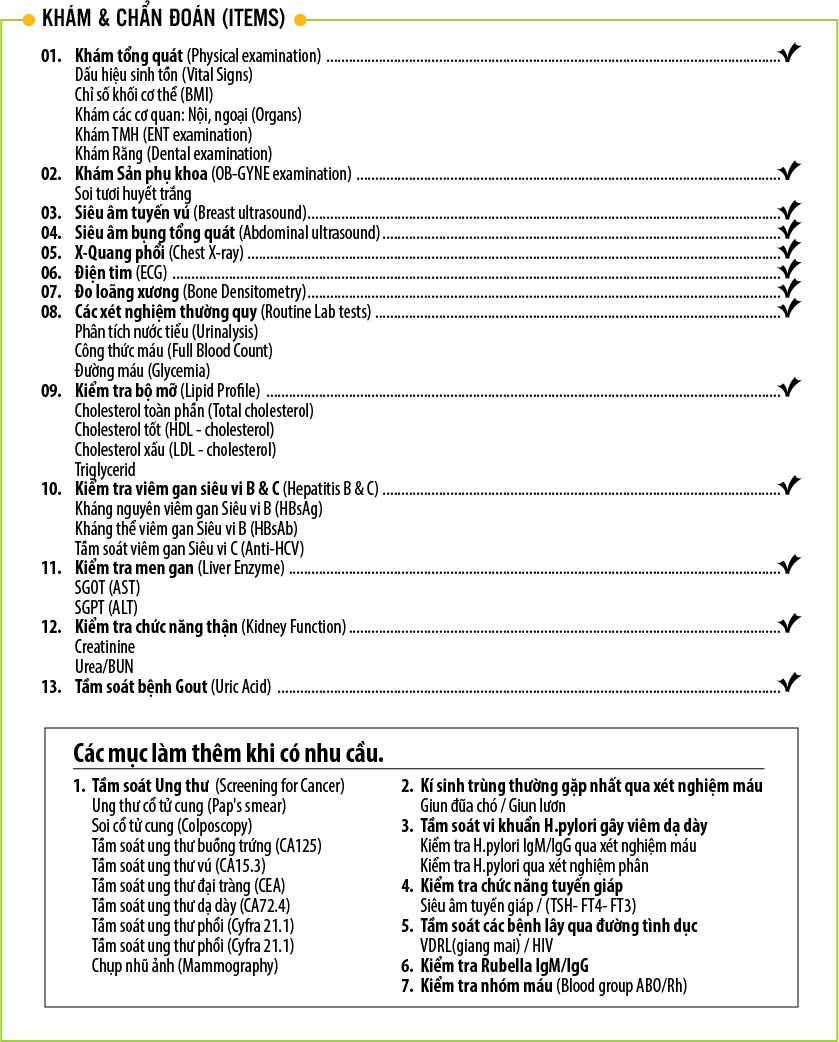 KHÁM & CHẨN ĐOÁN (ITEMS)
01. Khám tổng quát (Physical examination)
Dấu hiệu sinh tồn (Vital Signs)
Chỉ số khối cơ thể (BMI)
Khám các cơ quan: Nội, ngoại (Organs)
Khám TMH (ENT examination)
Khám Răng (Dental examination)
02. Khám Sản phụ khoa (OB-GYNE examination)
Soi tươi huyết trắng
03. Siêu âm tuyến vú (Breast ultrasound)
04. Siêu âm bụng tổng quát (Abdominal ultrasound)
05. X-Quang phổi (Chest X-ray)
06. Điện tim (ECG)
07. Đo loãng xương (Bone Densitometry)
08. Các xét nghiệm thường quy (Routine Lab tests)
Phân tích nước tiểu (Urinalysis)
Công thức máu (Full Blood Count)
Đường máu (Glycemia)
09. Kiểm tra bộ mỡ (Lipid Profile)
Cholesterol toàn phần (Total cholesterol)
Cholesterol tốt (HDL - cholesterol)
Cholesterol xấu (LDL - cholesterol)
Triglycerid
10. Kiểm tra viêm gan siêu vi B & C (Hepatitis B & C)
Kháng nguyên viêm gan Siêu vi B (HBsAg)
Kháng thể viêm gan Siêu vi B (HBsAb)
Tầm soát viêm gan Siêu vi C (Anti-HCV)
11. Kiểm tra men gan (Liver Enzyme)
SGOT (AST)
SGPT (ALT)
12. Kiểm tra chức năng thận (Kidney Function)
Creatinine
Urea/BUN
13. Tầm soát bệnh Gout (Uric Acid)
Các mục làm thêm khi có nhu cầu.
1. Tầm soát Ung thư (Screening for Cancer)
Ung thư cổ tử cung (Pap's smear)
Soi cổ tử cung (Colposcopy)
Tầm soát ung thư buồng trứng (CA125)
Tầm soát ung thư vú (CA15.3)
Tầm soát ung thư đại tràng (CEA)
Tầm soát ung thư dạ dày (CA72.4)
Tầm soát ung thư phổi (Cyfra 21.1)
Tầm soát ung thư phổi (Cyfra 21.1)
Chụp nhũ ảnh (Mammography)
2. Kí sinh trùng thường gặp nhất qua xét nghiệm máu
Giun đũa chó / Giun lươn
3. Tầm soát vi khuẩn H.pylori gây viêm dạ dày
Kiểm tra H.pylori IgM/IgG qua xét nghiệm máu
Kiểm tra H.pylori qua xét nghiệm phân
4. Kiểm tra chức năng tuyến giáp
Siêu âm tuyến giáp / (TSH- FT4- FT3)
5. Tầm soát các bệnh lây qua đường tình dục
VDRL(giang mai) / HIV
6. Kiểm tra Rubella IgM/IgG
7. Kiểm tra nhóm máu (Blood group ABO/Rh)